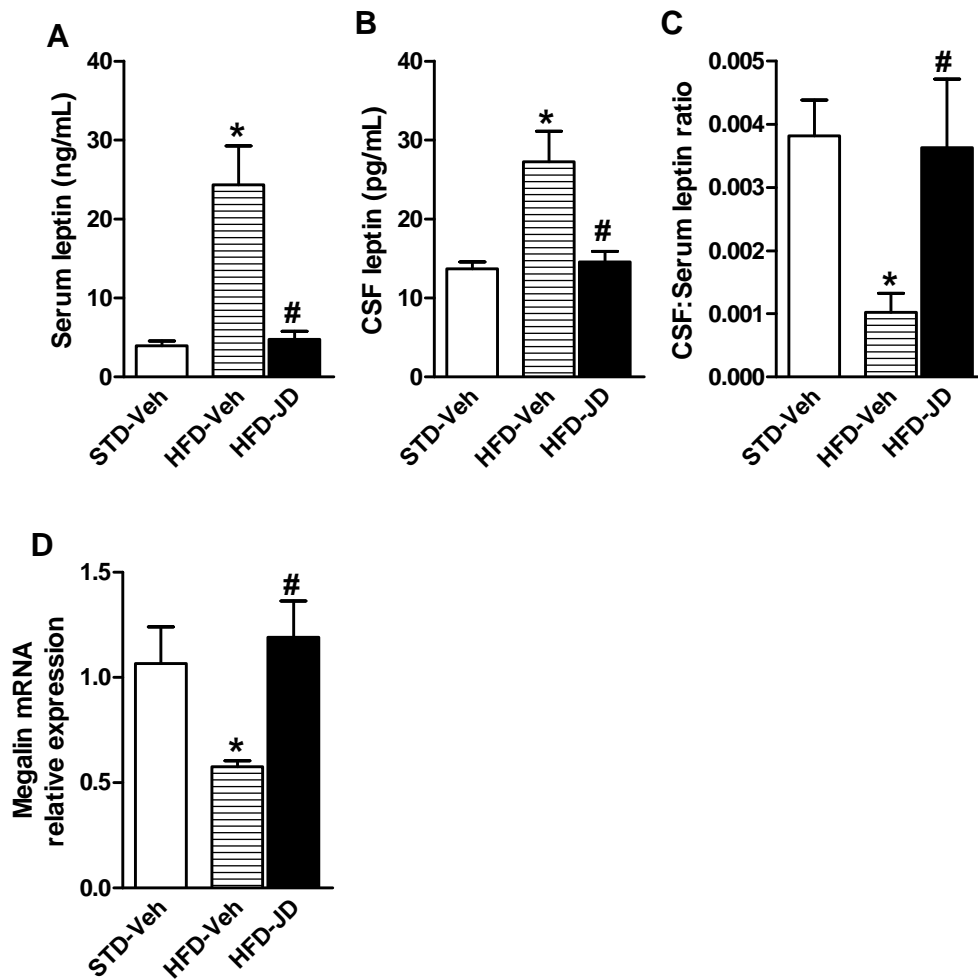 A
Serum leptin (ng/mL)
40
30
20
10
0
*
#
STD-Veh
HFD-Veh
HFD-JD
B
CSF leptin (pg/mL)
40
30
20
10
0
*
#
STD-Veh
HFD-Veh
HFD-JD
C
CSF:Serum leptin ratio
0.005
0.004
0.003
0.002
0.001
0.000
*
#
STD-Veh
HFD-Veh
HFD-JD
D
Megalin mRNA
relative expression
1.5
1.0
0.5
0.0
*
#
STD-Veh
HFD-Veh
HFD-JD